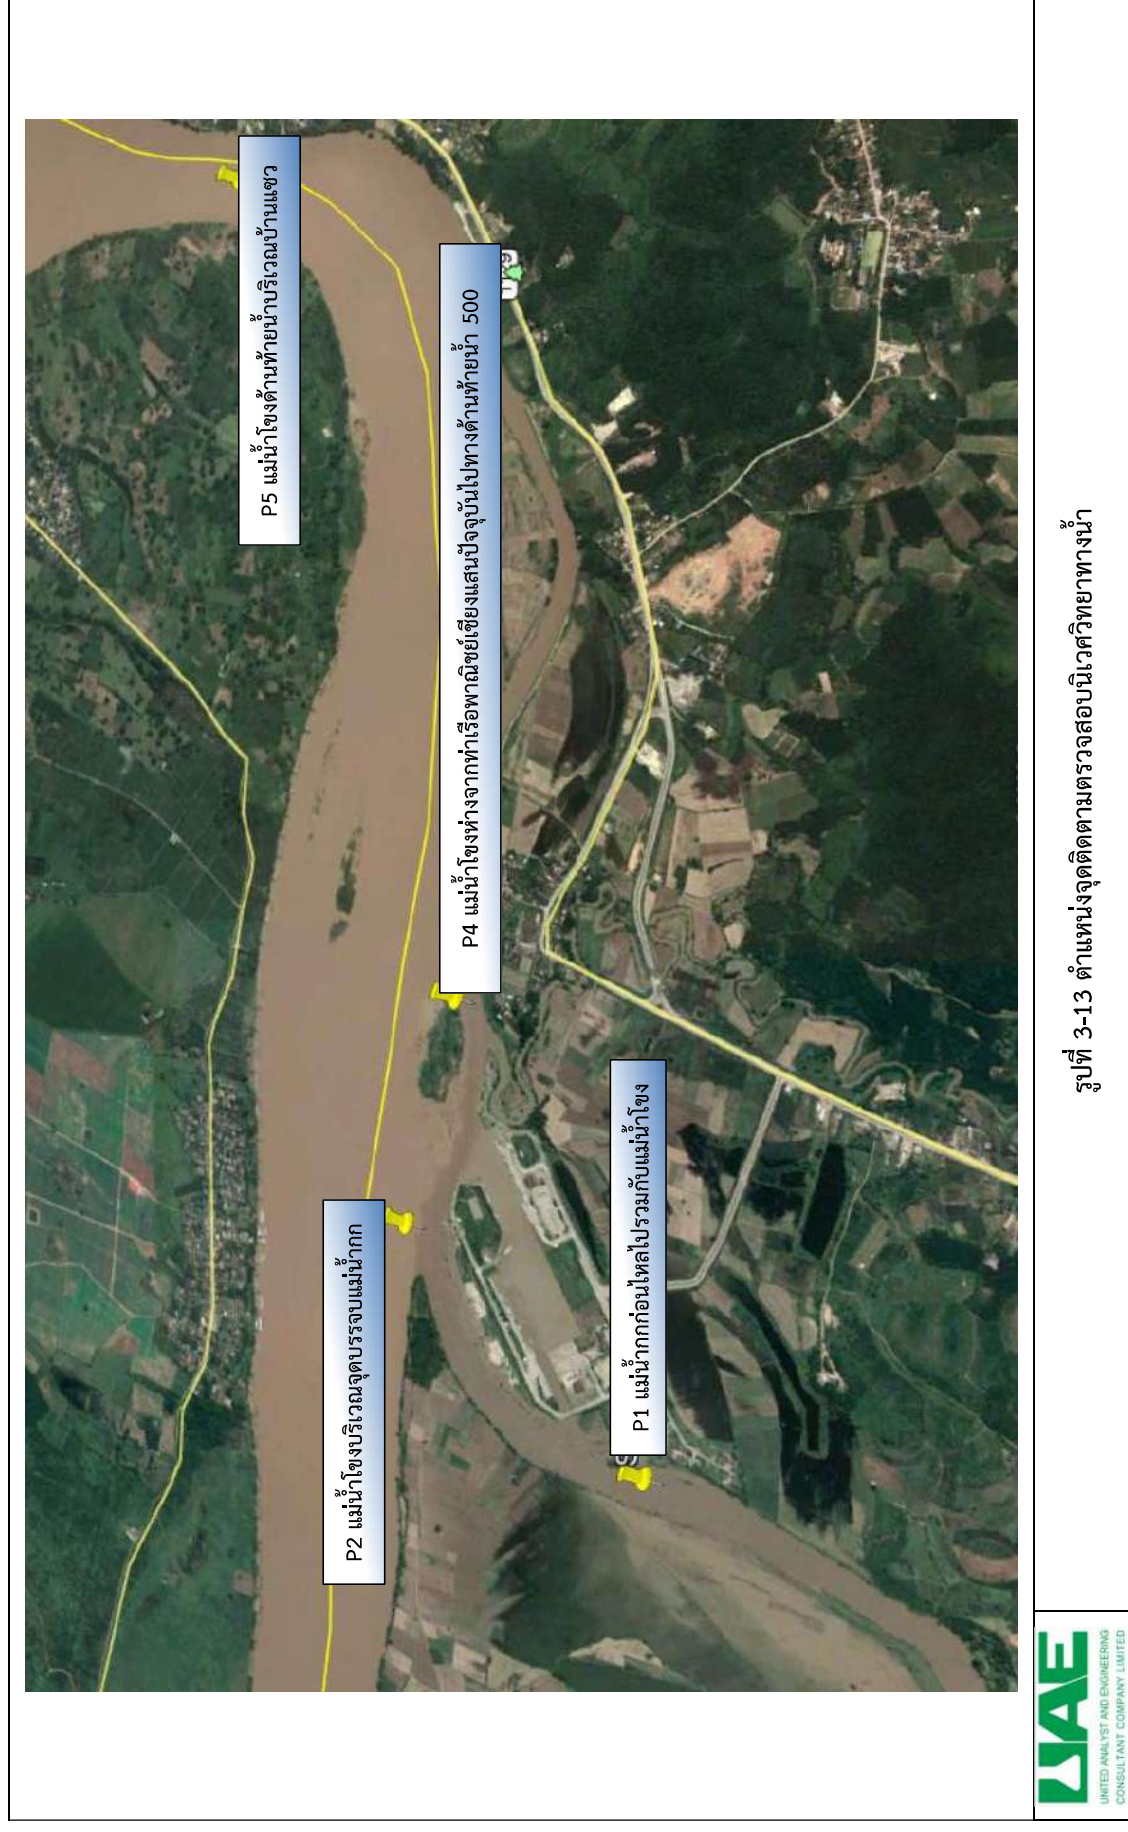 P5 แม่น้ำโขงด้านท้ายน้ำบริเวณบ้านแซว
P4 แม่น้ำโขงห่างจากท่าเรือพาณิชย์เชียงแสนปัจจุบันไปทางด้านท้ายน้ำ 500
P2 แม่น้ำโขงบริเวณจุดบรรจบแม่น้ำกก
P1 แม่น้ำกกก่อนไหลไปรวมกับแม่น้ำโขง
รูปที่ 3-13 ตำแหน่งจุดติดตามตรวจสอบนิเวศวิทยาทางน้ำ
UAE
UNITED ANALYST AND ENGINEERING
CONSULTANT COMPANY LIMITED